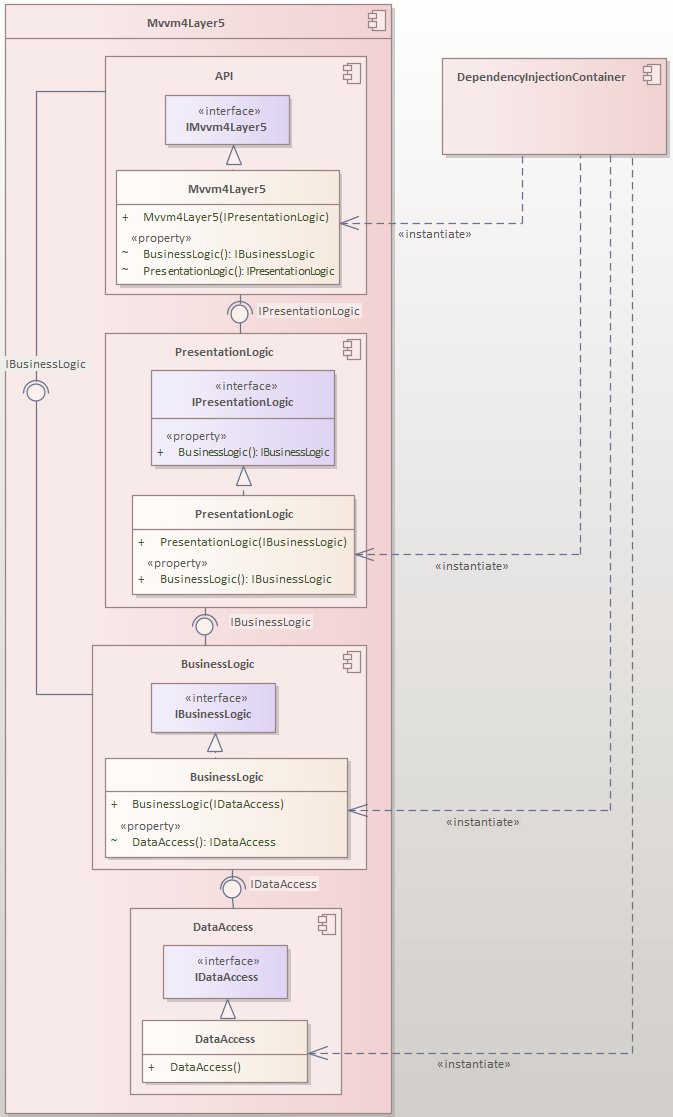 Mvvm4Layer5
API
«interface»
IMvvm4Layer5
Mvvm4Layer5
+ Mvvm4Layer5(IPresentationLogic)
«property»
~ BusinessLogic(): IBusinessLogic
~ PresentationLogic(): IPresentationLogic
DependencyInjectionContainer
«instantiate»
IPresentationLogic
IBusinessLogic
PresentationLogic
«interface»
IPresentationLogic
«property»
+ BusinessLogic(): IBusinessLogic
PresentationLogic
+ PresentationLogic(IBusinessLogic)
«property»
+ BusinessLogic(): IBusinessLogic
«instantiate»
IBusinessLogic
BusinessLogic
«interface»
IBusinessLogic
BusinessLogic
+ BusinessLogic(IDataAccess)
«property»
~ DataAccess(): IDataAccess
«instantiate»
IDataAccess
DataAccess
«interface»
IDataAccess
DataAccess
+ DataAccess()
«instantiate»